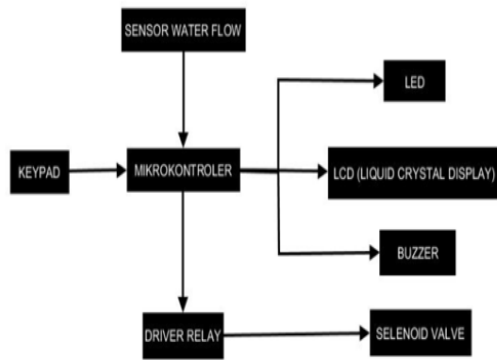 SENSOR WATER FLOW
LED
KEYPAD
MIKROKONTROLER
LCD (LIQUID CRYSTAL DISPLAY)
BUZZER
DRIVER RELAY
SELENOID VALVE